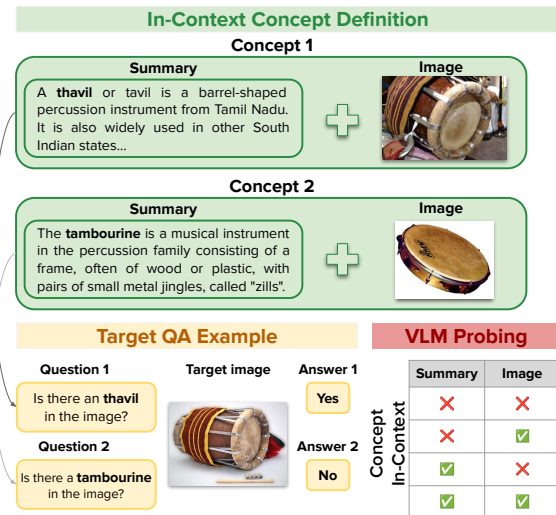 In-Context Concept Definition
Concept 1
Summary
Image
A thavil or tavil is a barrel-shaped
percussion instrument from Tamil Nadu.
It is also widely used in other South
Indian states...
Concept 2
Summary
Image
The tambourine is a musical instrument
in the percussion family consisting of a
frame, often of wood or plastic, with
pairs of small metal jingles, called "zills".
Target QA Example
Question 1
Is there an thavil
in the image?
Question 2
Is there a tambourine
in the image?
Target image
Answer 1
Yes
Answer 2
No
VLM Probing
Concept
In-Context
Summary Image
❌ ❌
❌ ✅
✅ ❌
✅ ✅